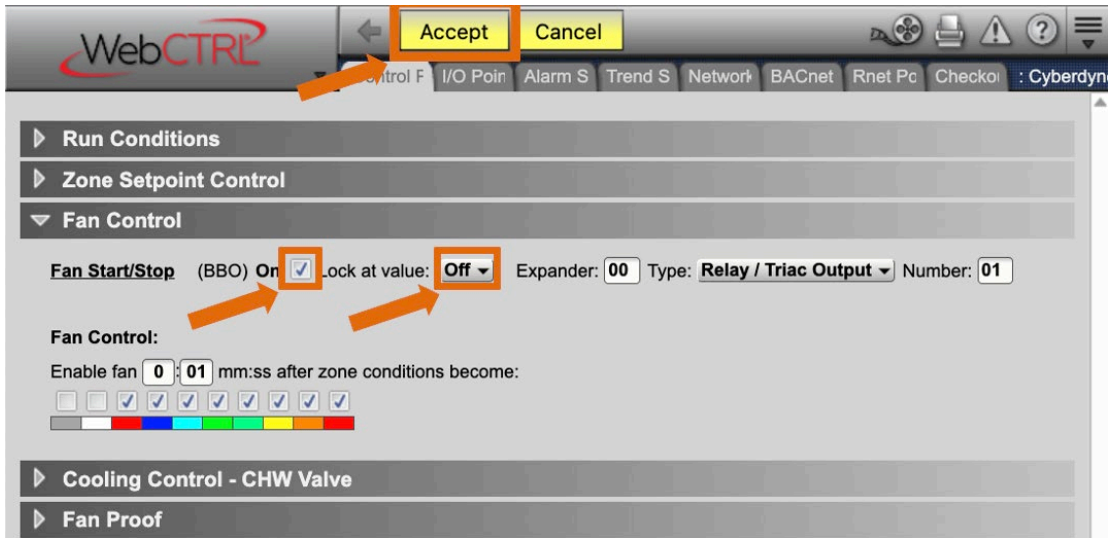 WebCTRL
Accept Cancel
I/O Poin Alarm S Trend S Network BACnet Rnet Po Checkou : Cyberdyn
Run Conditions
Zone Setpoint Control
Fan Control
Fan Start/Stop (BBO) On Lock at value: Off Expander: 00 Type: Relay / Triac Output Number: 01
Fan Control:
Enable fan 0 : 01 mm:ss after zone conditions become:
Cooling Control - CHW Valve
Fan Proof